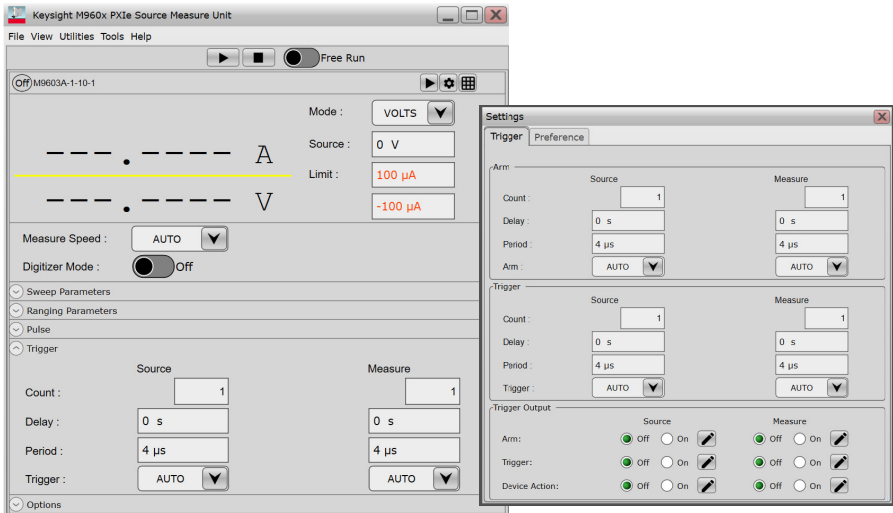 Keysight M960x PXIe Source Measure Unit
File View Utilities Tools Help
Free Run
Off M9603A-1-10-1
---.---- A
---.---- V
Mode : VOLTS
Source : 0 V
Limit : 100 µA
-100 µA
Measure Speed : AUTO
Digitizer Mode : Off
Sweep Parameters
Ranging Parameters
Pulse
Trigger
Source Measure
Count : 1 1
Delay : 0 s 0 s
Period : 4 µs 4 µs
Trigger : AUTO AUTO
Options
Settings
Trigger Preference
Arm
Source Measure
Count : 1 1
Delay : 0 s 0 s
Period : 4 µs 4 µs
Arm : AUTO AUTO
Trigger
Source Measure
Count : 1 1
Delay : 0 s 0 s
Period : 4 µs 4 µs
Trigger : AUTO AUTO
Trigger Output
Source Measure
Arm: Off On Off On
Trigger: Off On Off On
Device Action: Off On Off On